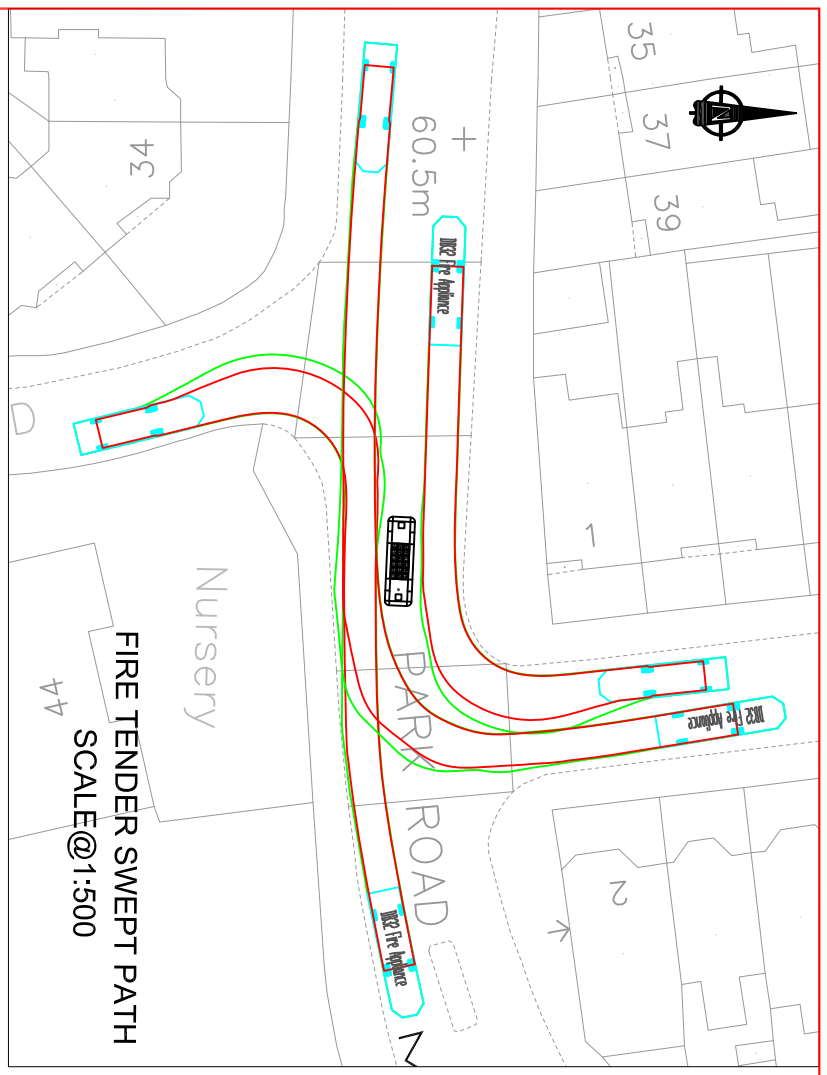 35
37
39
34
60.5m
DB32 Fire Appliance
1
D
Nursery
PARK ROAD
DB32 Fire Appliance
44
2
DB32 Fire Appliance
N
FIRE TENDER SWEPT PATH
SCALE@1:500